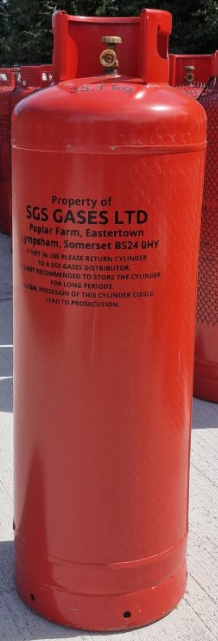 Property of
SGS GASES LTD
Poplar Farm, Eastertown
Lympsham, Somerset BS24 0HY
IF NOT IN USE PLEASE RETURN CYLINDER
TO A SGS GASES DISTRIBUTOR.
NOT RECOMMENDED TO STORE THE CYLINDER
FOR LONG PERIODS.
ILLEGAL POSSESSION OF THIS CYLINDER COULD
LEAD TO PROSECUTION.